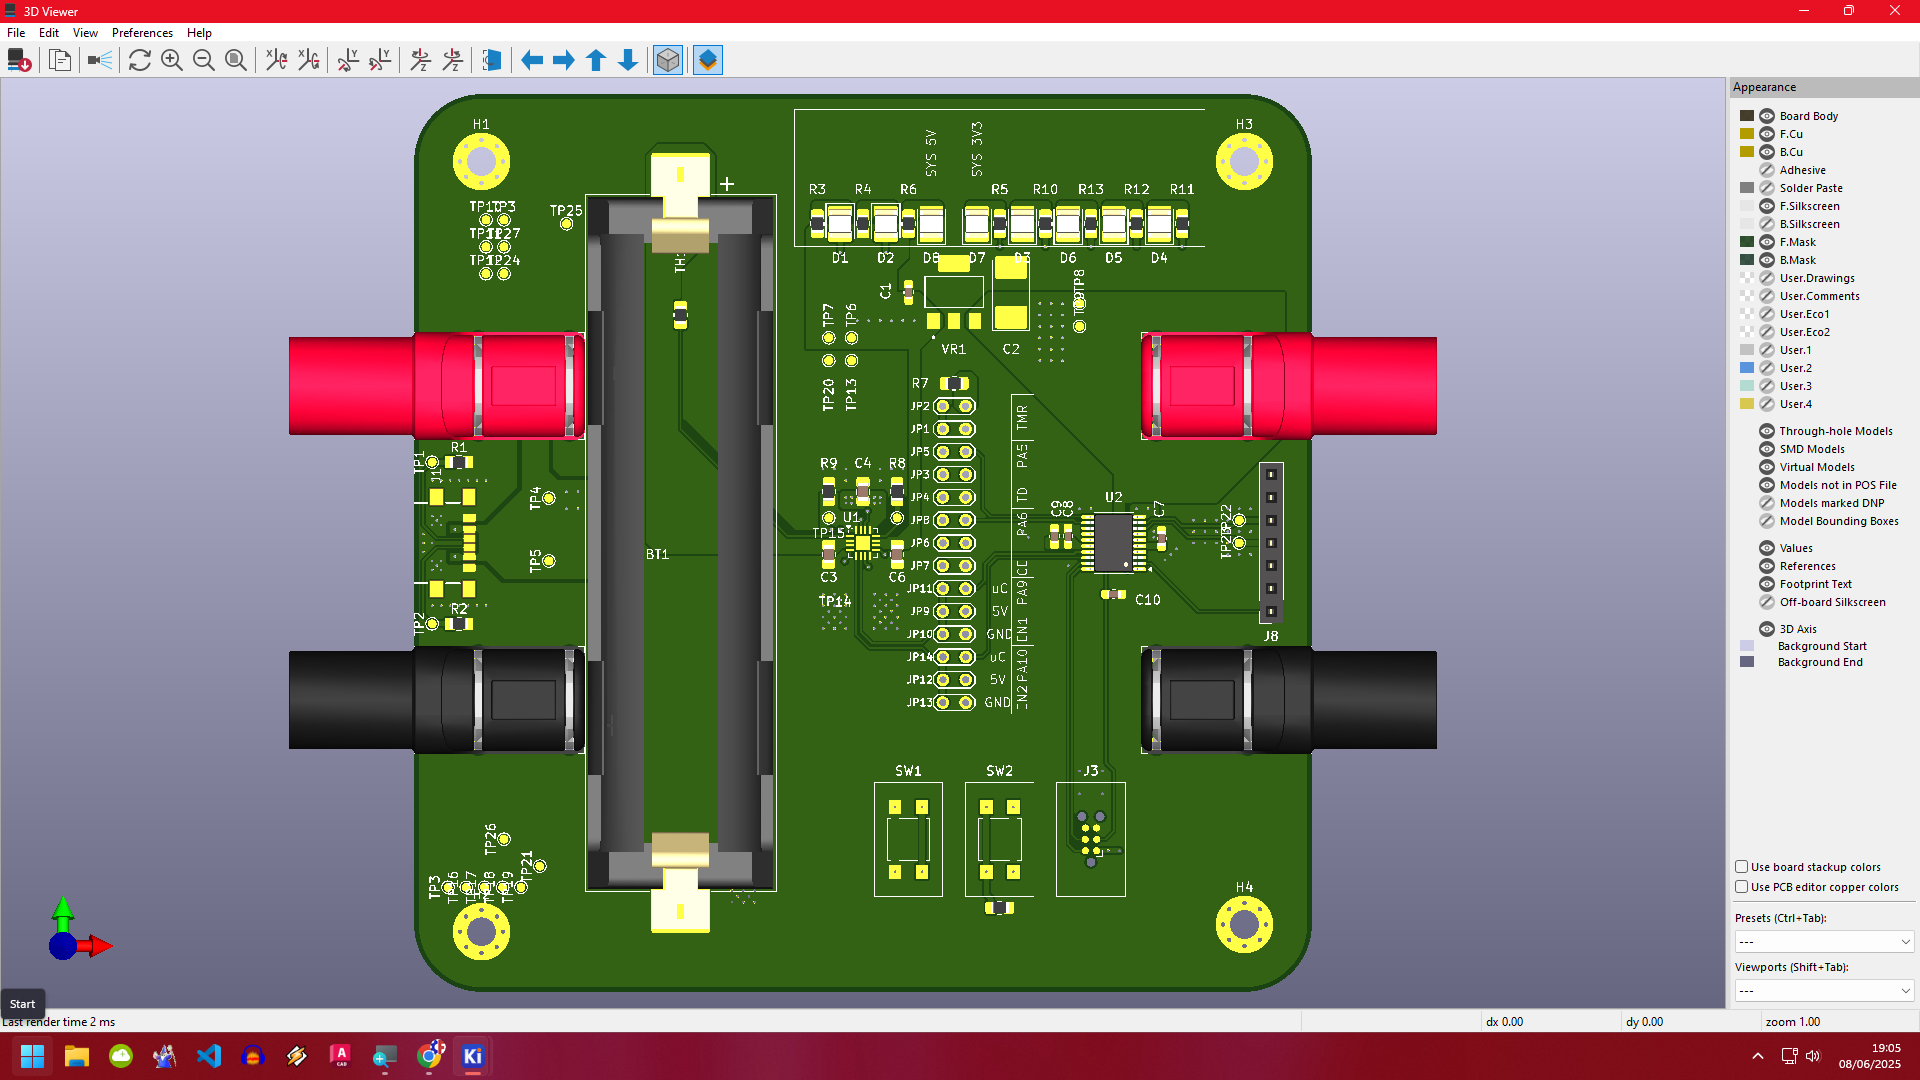 3D Viewer
File Edit View Preferences Help
Appearance
Board Body
F.Cu
B.Cu
Adhesive
Solder Paste
F.Silkscreen
B.Silkscreen
F.Mask
B.Mask
User.Drawings
User.Comments
User.Eco1
User.Eco2
User.1
User.2
User.3
User.4
Through-hole Models
SMD Models
Virtual Models
Models not in POS File
Models marked DNP
Model Bounding Boxes
Values
References
Footprint Text
Off-board Silkscreen
3D Axis
Background Start
Background End
Use board stackup colors
Use PCB editor copper colors
Presets (Ctrl+Tab):
---
Viewports (Shift+Tab):
---
H1
H3
SYS 5V
SYS 3V3
+
R3 R4 R6 R5 R10 R13 R12 R11
TP25
TP27
TP24
D1 D2 D8 D7 D3 D6 D5 D4
C1
TP8
TP7 TP6
VR1 C2
TP20 TP13
R7
JP2
JP1
JP5
JP3
JP4
JP8
JP6
JP7
JP11 uC
JP9 5V
JP10 GND
JP14 uC
JP12 5V
JP13 GND
TMR
PA5
TD
PA6
CE
PA9
EN1
PA10
EN2
TP1
R1
J1
TP4
TP5
R2
TP2
BT1
R9 C4 R8
U1
TP15
C3 C6
TP14
C9 C8
U2
C7
C10
TP22
J8
SW1 SW2 J3
TP26
TP21
TP3
TP19
H4
Start
Last render time 2 ms
dx 0.00
dy 0.00
zoom 1.00
Ki
19:05
08/06/2025